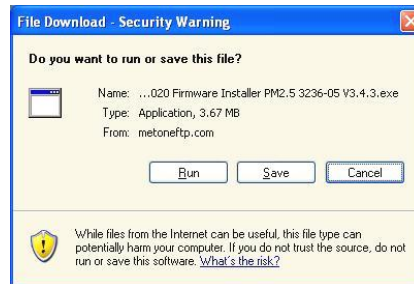 File Download - Security Warning
Do you want to run or save this file?
Name: ...020 Firmware Installer PM2.5 3236-05 V3.4.3.exe
Type: Application, 3.67 MB
From: metoneftp.com
Run Save Cancel
While files from the Internet can be useful, this file type can
potentially harm your computer. If you do not trust the source, do not
run or save this software. What's the risk?